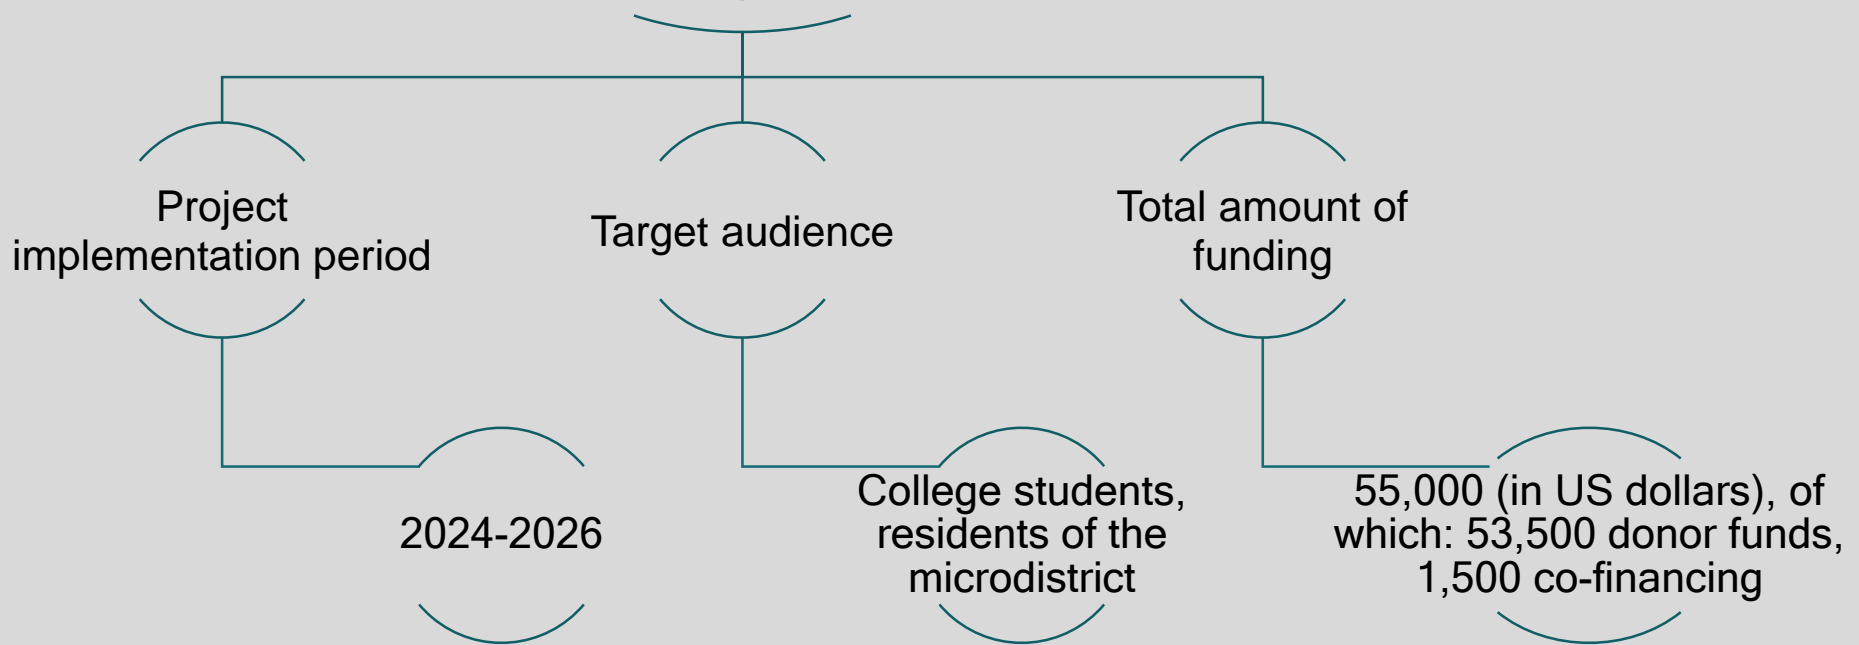 Project
implementation period
Target audience
Total amount of
funding
2024-2026
College students,
residents of the
microdistrict
55,000 (in US dollars), of
which: 53,500 donor funds,
1,500 co-financing